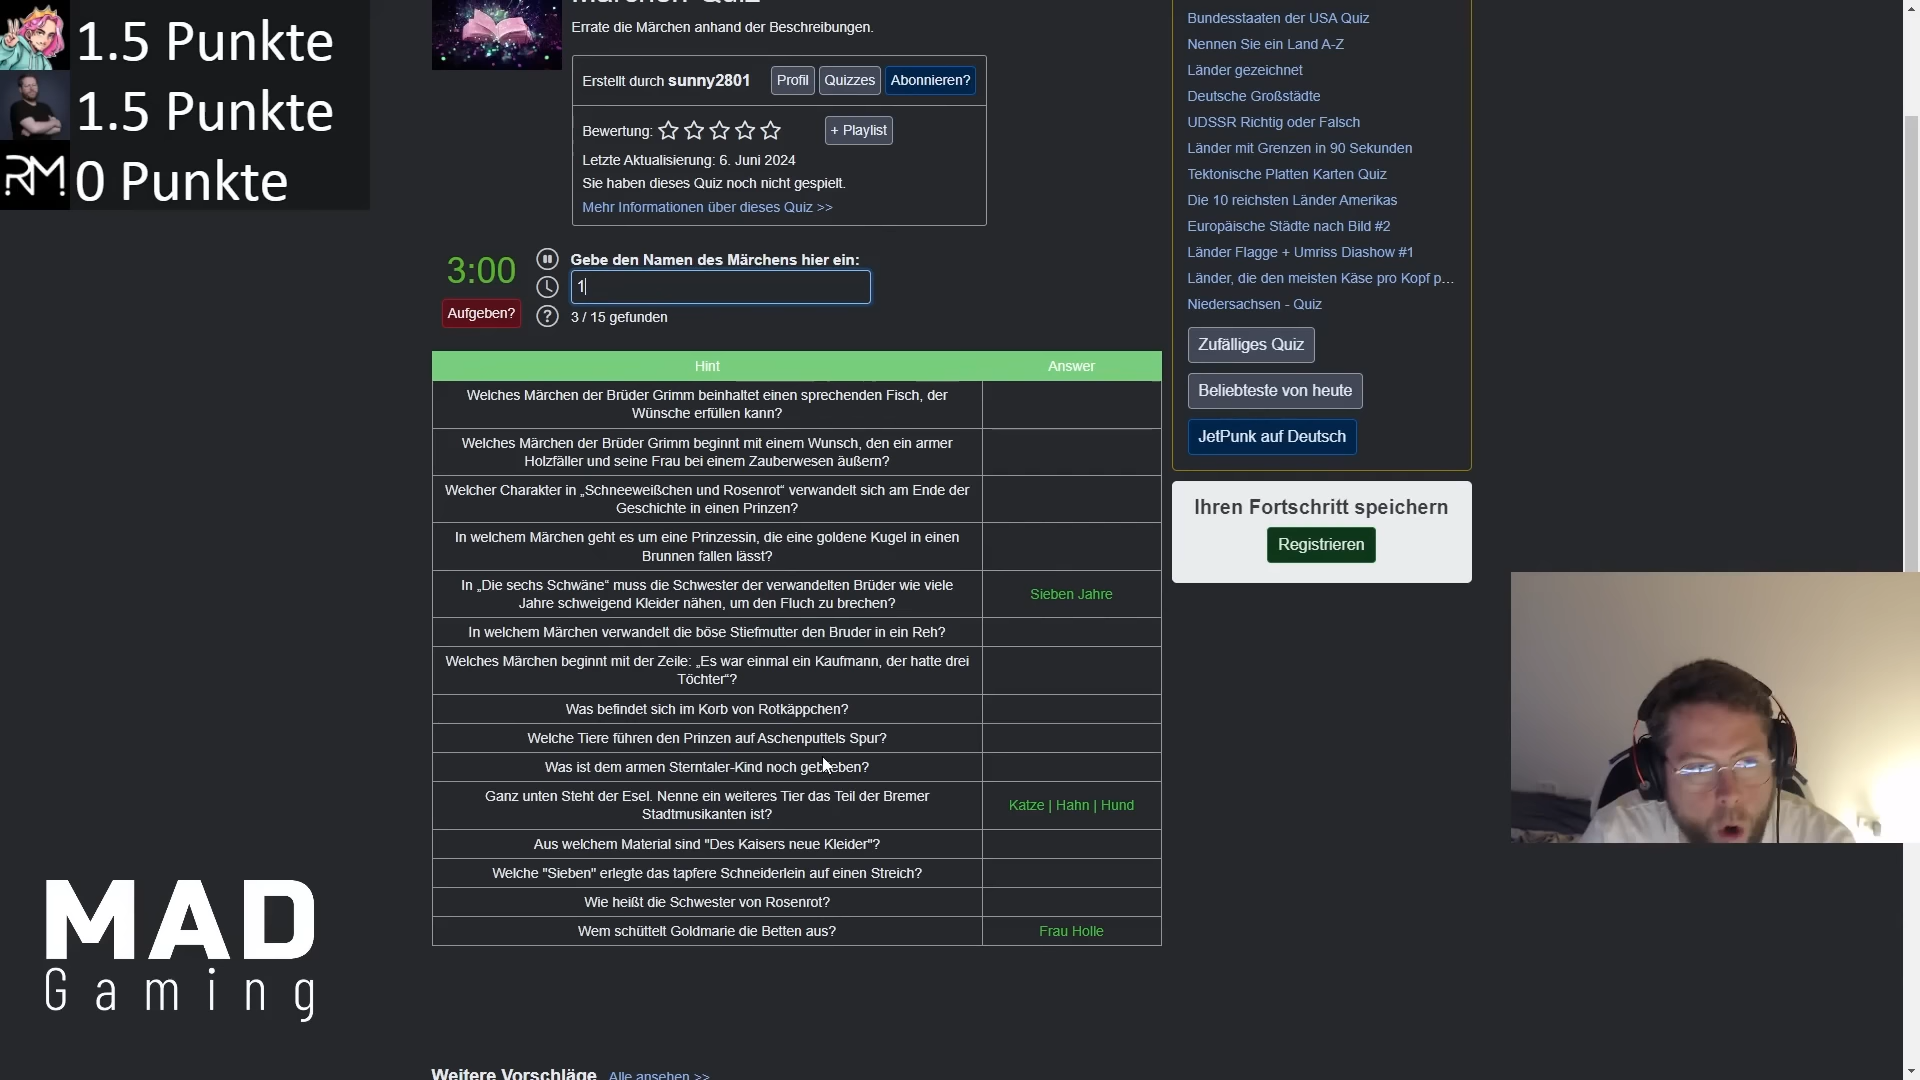 1.5 Punkte
1.5 Punkte
RM 0 Punkte
Errate die Märchen anhand der Beschreibungen.
Erstellt durch sunny2801 Profil Quizzes Abonnieren?
Bewertung: + Playlist
Letzte Aktualisierung: 6. Juni 2024
Sie haben dieses Quiz noch nicht gespielt.
Mehr Informationen über dieses Quiz >>
3:00
Aufgeben?
Gebe den Namen des Märchens hier ein:
1
?
3 / 15 gefunden
Hint Answer
Welches Märchen der Brüder Grimm beinhaltet einen sprechenden Fisch, der
Wünsche erfüllen kann?
Welches Märchen der Brüder Grimm beginnt mit einem Wunsch, den ein armer
Holzfäller und seine Frau bei einem Zauberwesen äußern?
Welcher Charakter in „Schneeweißchen und Rosenrot“ verwandelt sich am Ende der
Geschichte in einen Prinzen?
In welchem Märchen geht es um eine Prinzessin, die eine goldene Kugel in einen
Brunnen fallen lässt?
In „Die sechs Schwäne“ muss die Schwester der verwandelten Brüder wie viele
Jahre schweigend Kleider nähen, um den Fluch zu brechen?
Sieben Jahre
In welchem Märchen verwandelt die böse Stiefmutter den Bruder in ein Reh?
Welches Märchen beginnt mit der Zeile: „Es war einmal ein Kaufmann, der hatte drei
Töchter“?
Was befindet sich im Korb von Rotkäppchen?
Welche Tiere führen den Prinzen auf Aschenputtels Spur?
Was ist dem armen Sterntaler-Kind noch geblieben?
Ganz unten Steht der Esel. Nenne ein weiteres Tier das Teil der Bremer
Stadtmusikanten ist?
Katze | Hahn | Hund
Aus welchem Material sind "Des Kaisers neue Kleider"?
Welche "Sieben" erlegte das tapfere Schneiderlein auf einen Streich?
Wie heißt die Schwester von Rosenrot?
Wem schüttelt Goldmarie die Betten aus? Frau Holle
Weitere Vorschläge Alle ansehen >>
Bundesstaaten der USA Quiz
Nennen Sie ein Land A-Z
Länder gezeichnet
Deutsche Großstädte
UDSSR Richtig oder Falsch
Länder mit Grenzen in 90 Sekunden
Tektonische Platten Karten Quiz
Die 10 reichsten Länder Amerikas
Europäische Städte nach Bild #2
Länder Flagge + Umriss Diashow #1
Länder, die den meisten Käse pro Kopf p...
Niedersachsen - Quiz
Zufälliges Quiz
Beliebteste von heute
JetPunk auf Deutsch
Ihren Fortschritt speichern
Registrieren
MAD
Gaming